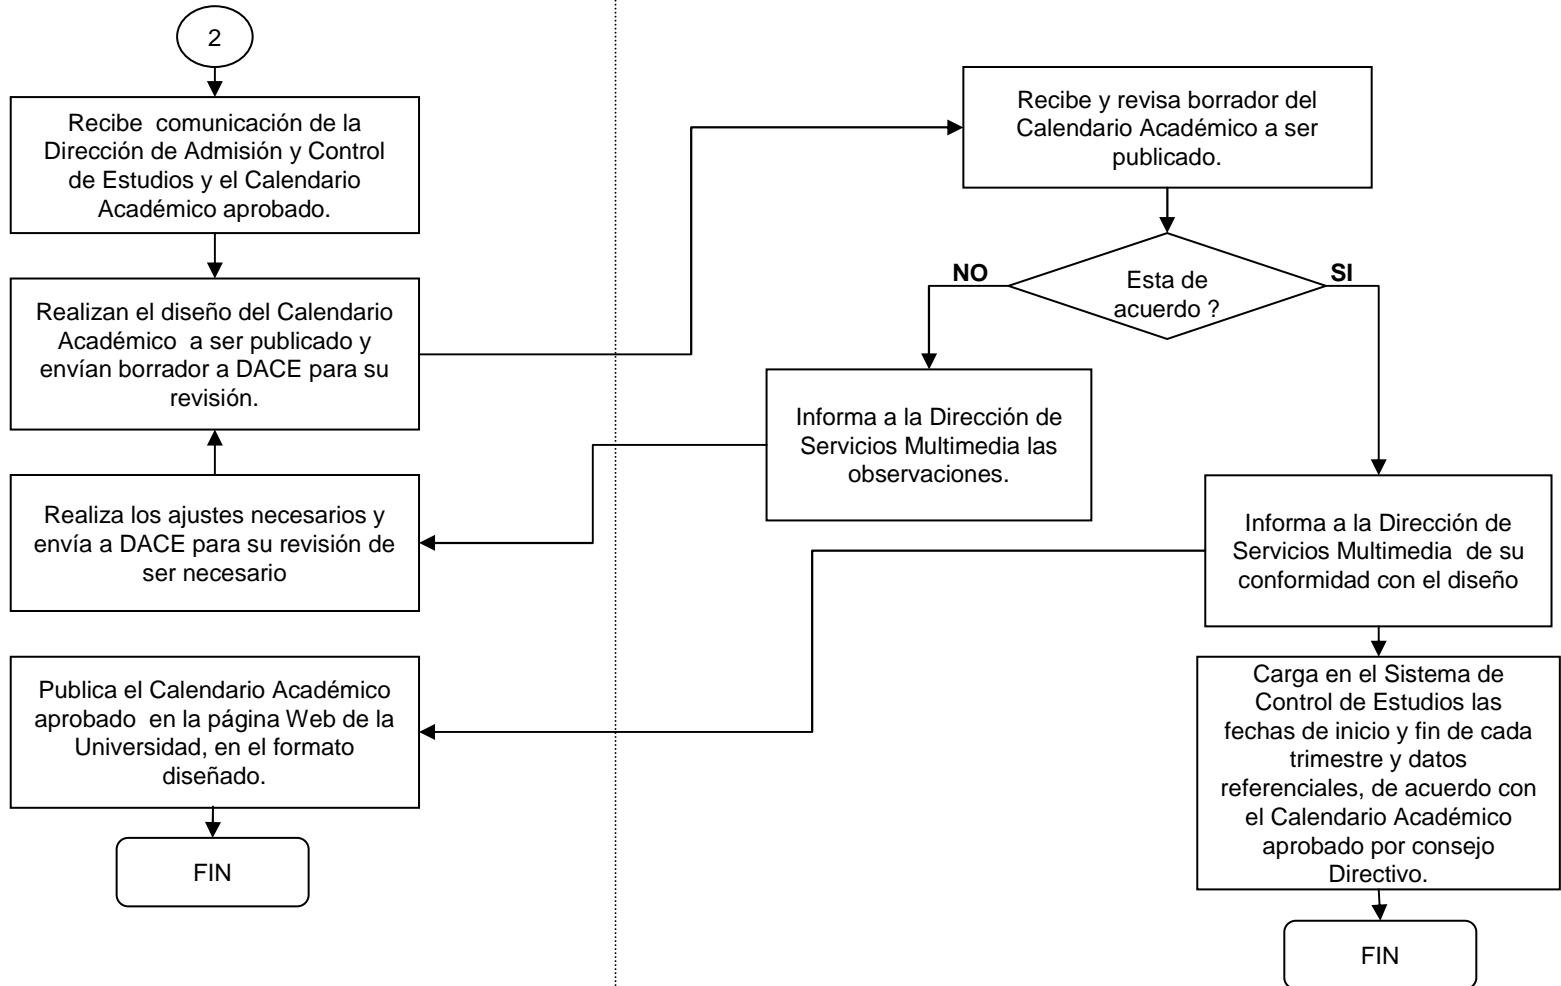 2
Recibe comunicación de la
Dirección de Admisión y Control
de Estudios y el Calendario
Académico aprobado.
Realizan el diseño del Calendario
Académico a ser publicado y
envían borrador a DACE para su
revisión.
Realiza los ajustes necesarios y
envía a DACE para su revisión de
ser necesario
Publica el Calendario Académico
aprobado en la página Web de la
Universidad, en el formato
diseñado.
FIN
Recibe y revisa borrador del
Calendario Académico a ser
publicado.
Esta de
acuerdo ?
NO
SI
Informa a la Dirección de
Servicios Multimedia las
observaciones.
Informa a la Dirección de
Servicios Multimedia de su
conformidad con el diseño
Carga en el Sistema de
Control de Estudios las
fechas de inicio y fin de cada
trimestre y datos
referenciales, de acuerdo con
el Calendario Académico
aprobado por consejo
Directivo.
FIN